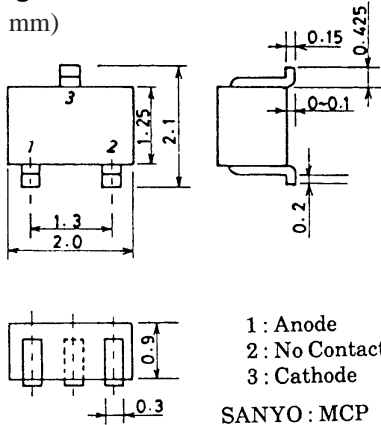 mm)
0.15
0.425
3
1.25
2.1
0~0.1
1
2
1.3
2.0
0.2
0.9
0.3
1 : Anode
2 : No Contact
3 : Cathode
SANYO : MCP